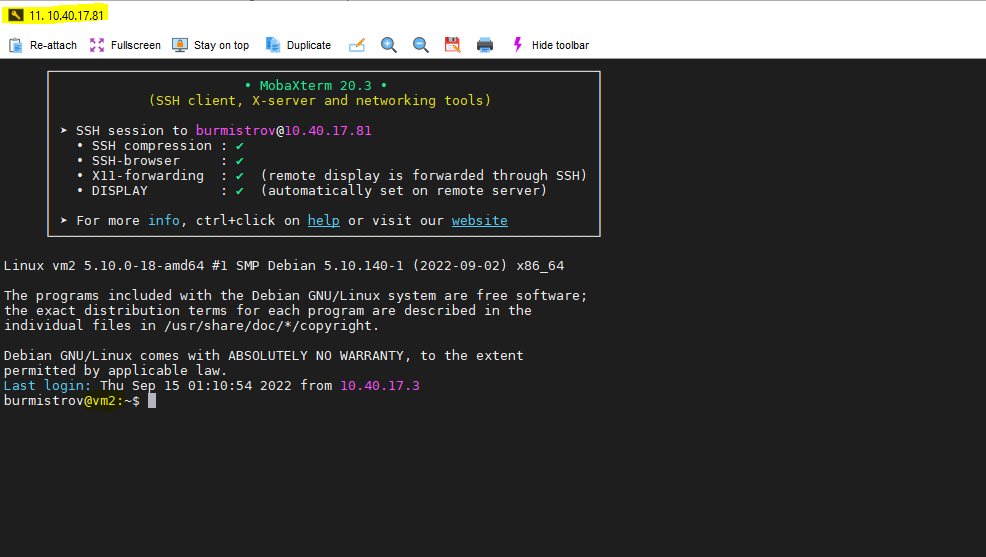 11. 10.40.17.81
Re-attach Fullscreen Stay on top Duplicate Hide toolbar
• MobaXterm 20.3 •
(SSH client, X-server and networking tools)
➤ SSH session to burmistrov@10.40.17.81
• SSH compression : ✔
• SSH-browser     : ✔
• X11-forwarding  : ✔  (remote display is forwarded through SSH)
• DISPLAY         : ✔  (automatically set on remote server)
➤ For more info, ctrl+click on help or visit our website
Linux vm2 5.10.0-18-amd64 #1 SMP Debian 5.10.140-1 (2022-09-02) x86_64
The programs included with the Debian GNU/Linux system are free software;
the exact distribution terms for each program are described in the
individual files in /usr/share/doc/*/copyright.
Debian GNU/Linux comes with ABSOLUTELY NO WARRANTY, to the extent
permitted by applicable law.
Last login: Thu Sep 15 01:10:54 2022 from 10.40.17.3
burmistrov@vm2:~$